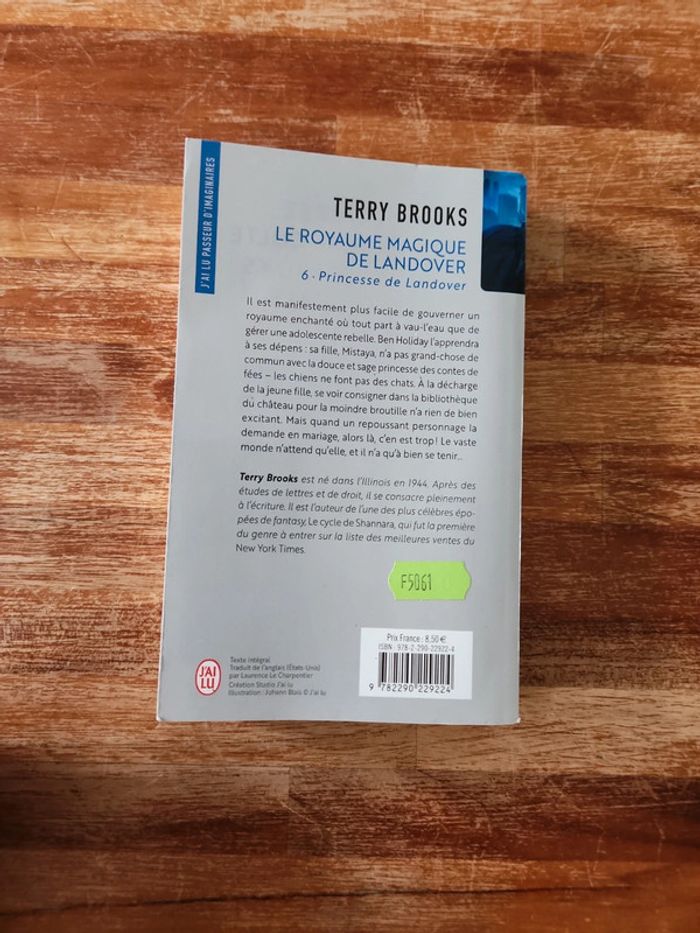 J'AI LU PASSEUR D'IMAGINAIRES
TERRY BROOKS
LE ROYAUME MAGIQUE
DE LANDOVER
6 · Princesse de Landover
Il est manifestement plus facile de gouverner un
royaume enchanté où tout part à vau-l'eau que de
gérer une adolescente rebelle. Ben Holiday l'apprendra
à ses dépens : sa fille, Mistaya, n'a pas grand-chose de
commun avec la douce et sage princesse des contes de
fées – les chiens ne font pas des chats. À la décharge
de la jeune fille, se voir consigner dans la bibliothèque
du château pour la moindre broutille n'a rien de bien
excitant. Mais quand un repoussant personnage la
demande en mariage, alors là, c'en est trop ! Le vaste
monde n'attend qu'elle, et il n'a qu'à bien se tenir...
Terry Brooks est né dans l'Illinois en 1944. Après des
études de lettres et de droit, il se consacre pleinement
à l'écriture. Il est l'auteur de l'une des plus célèbres épo-
pées de fantasy, Le cycle de Shannara, qui fut la première
du genre à entrer sur la liste des meilleures ventes du
New York Times.
F5061
Prix France : 8,50 €
ISBN : 978-2-290-22922-4
9 782290 229224
J'AI
LU
Texte intégral
Traduit de l'anglais (États-Unis)
par Laurence Le Charpentier
Création Studio J'ai lu
Illustration : Johann Blais © J'ai lu